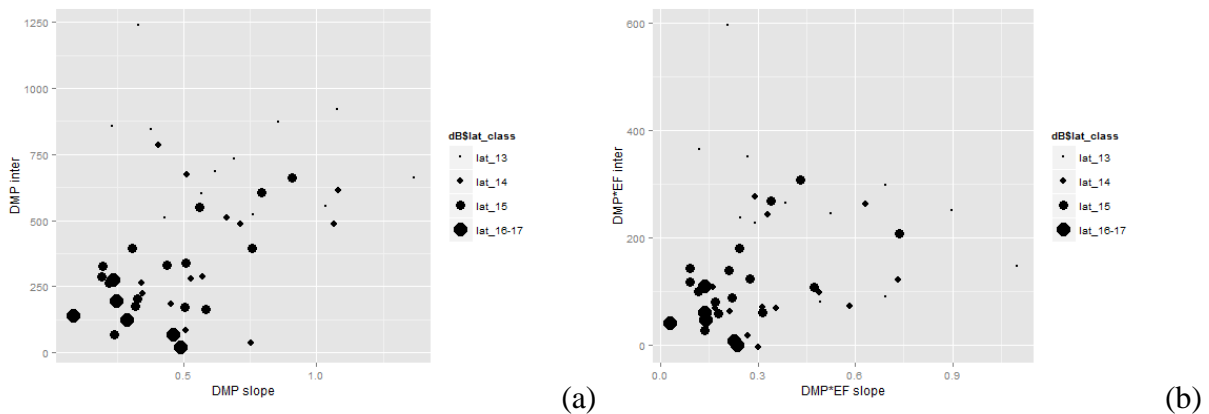 1250
1000
750
500
250
0
DMP inter
0.5
1.0
DMP slope
dB$lat_class
lat_13
lat_14
lat_15
lat_16-17
(a)
600
400
200
0
DMP*EF inter
0.0
0.3
0.6
0.9
DMP*EF slope
dB$lat_class
lat_13
lat_14
lat_15
lat_16-17
(b)